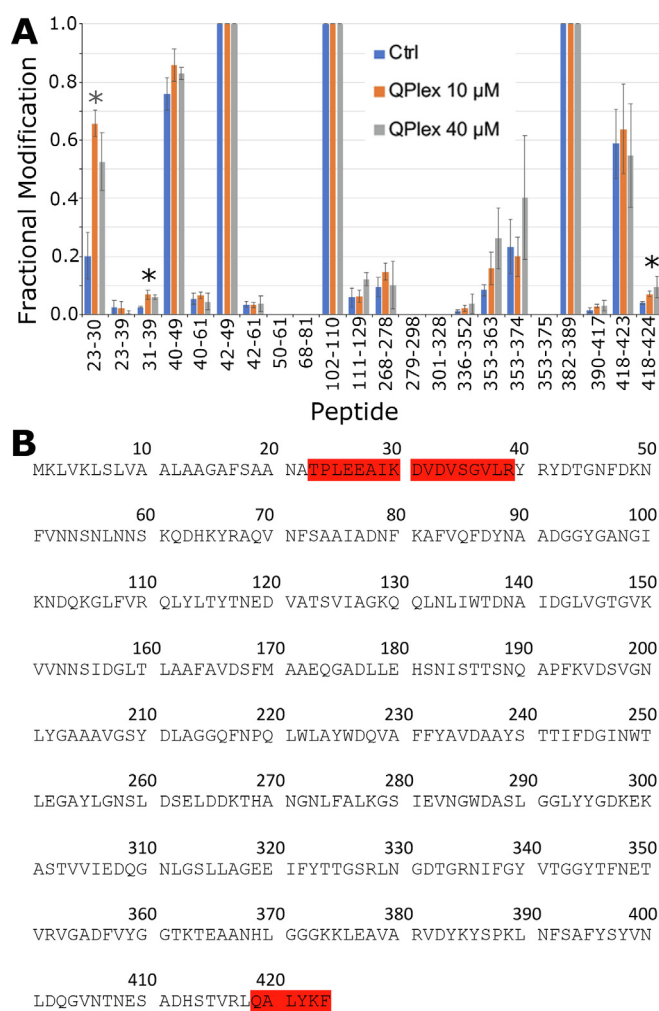 A
Fractional Modification
1.0
0.8
0.6
0.4
0.2
0.0
*
*
*
Ctrl
QPlex 10 μM
QPlex 40 μM
23-30
23-39
31-39
40-49
40-61
42-49
42-61
50-61
68-81
102-110
111-129
268-278
279-298
301-328
336-352
353-363
353-374
353-375
382-389
390-417
418-423
418-424
Peptide
B
10 20 30 40 50
MKLVKLSLVA ALAAGAFSAA NATPLEEAIK DVDVSGVLRY RYDTGNFDKN
60 70 80 90 100
FVNNSNLNNS KQDHKYRAQV NFSAAIADNF KAFVQFDYNA ADGGYGANGI
110 120 130 140 150
KNDQKGLFVR QLYLTYTNED VATSVIAGKQ QLNLIWTDNA IDGLVGTGVK
160 170 180 190 200
VVNNSIDGLT LAAFAVDSFM AAEQGADLLE HSNISTTSNQ APFKVDSVGN
210 220 230 240 250
LYGAAAVGSY DLAGGQFNPQ LWLAYWDQVA FFYAVDAAYS TTIFDGINWT
260 270 280 290 300
LEGAYLGNSL DSELDDKTHA NGNLFALKGS IEVNGWDASL GGLYYGDKEK
310 320 330 340 350
ASTVVIEDQG NLGSLLAGEE IFYTTGSRLN GDTGRNIFGY VTGGYTFNET
360 370 380 390 400
VRVGADFVYG GTKTEAANHL GGGKKLEAVA RVDYKYSPKL NFSAFYSYVN
410 420
LDQGVNTNES ADHSTVRLQA LYKF